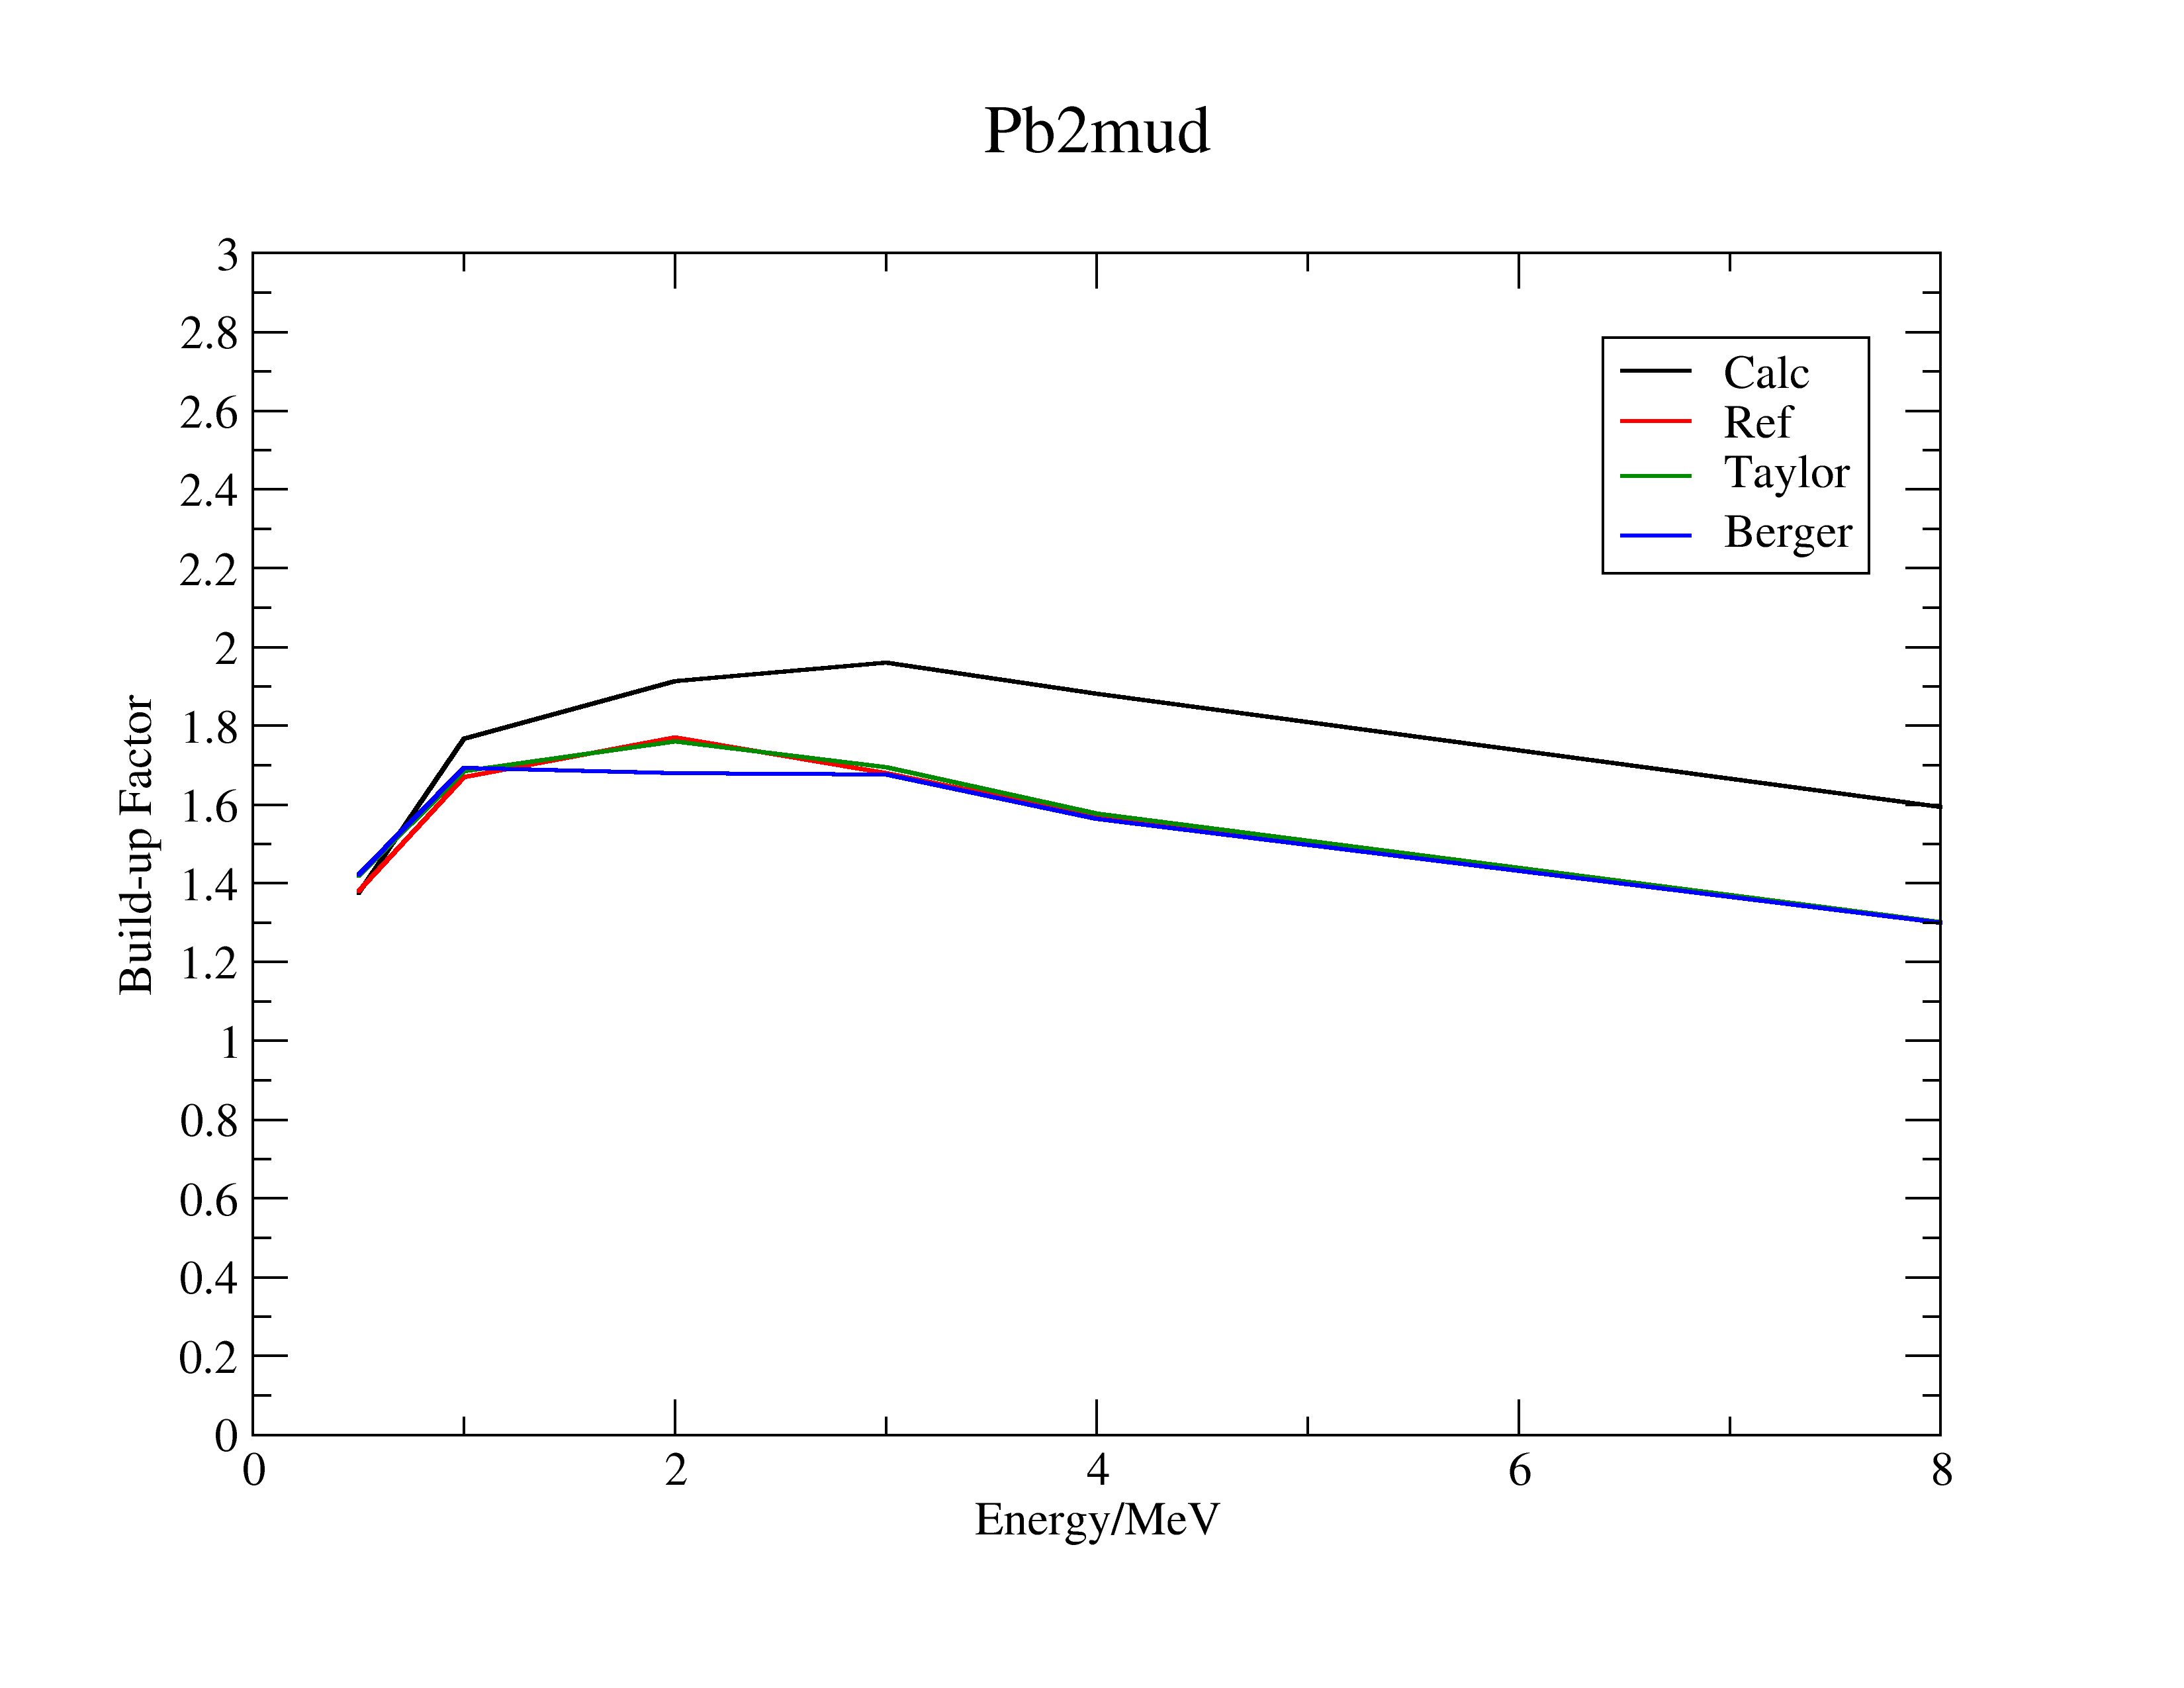 Pb2mud
3
2.8
2.6
2.4
2.2
2
1.8
1.6
1.4
1.2
1
0.8
0.6
0.4
0.2
0
Build-up Factor
Calc
Ref
Taylor
Berger
0 2 4 6 8
Energy/MeV